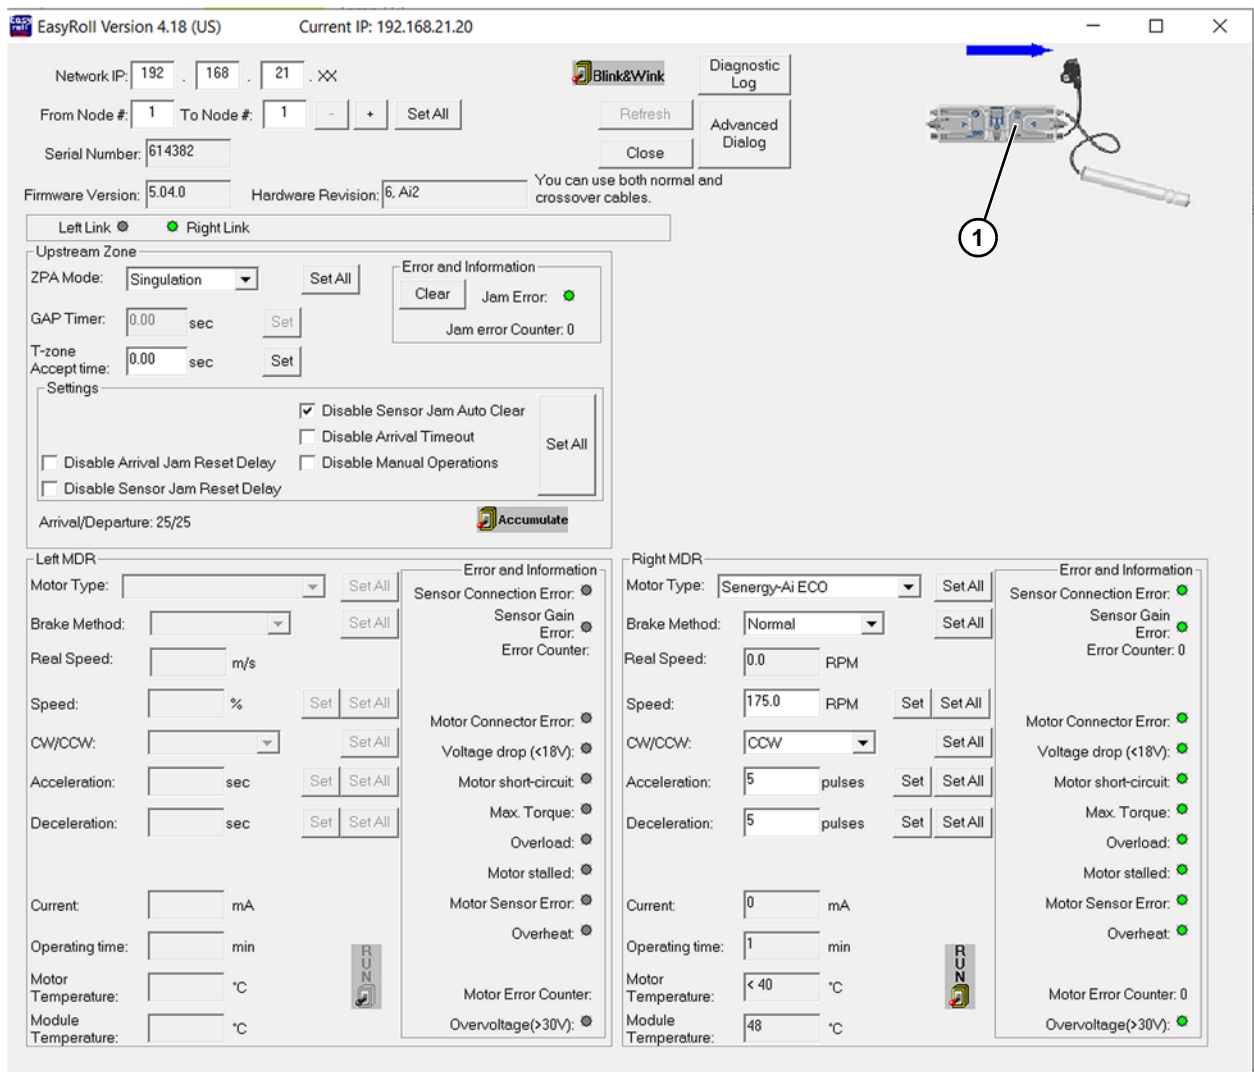 EasyRoll Version 4.18 (US) Current IP: 192.168.21.20
Network IP: 192 . 168 . 21 . XX
Blink&Wink
Diagnostic Log
From Node #: 1 To Node #: 1 - + Set All
Refresh
Advanced Dialog
Serial Number: 614382
Close
Firmware Version: 5.04.0 Hardware Revision: 6, Ai2
You can use both normal and
crossover cables.
1
Left Link Right Link
Upstream Zone
ZPA Mode: Singulation Set All
GAP Timer: 0.00 sec Set
T-zone
Accept time: 0.00 sec Set
Error and Information
Clear Jam Error:
Jam error Counter: 0
Settings
Disable Sensor Jam Auto Clear
Disable Arrival Timeout
Disable Arrival Jam Reset Delay Disable Manual Operations
Disable Sensor Jam Reset Delay
Set All
Arrival/Departure: 25/25 Accumulate
Left MDR
Motor Type: Set All
Brake Method: Set All
Real Speed: m/s
Speed: % Set Set All
CW/CCW: Set All
Acceleration: sec Set Set All
Deceleration: sec Set Set All
Current: mA
Operating time: min
Motor
Temperature: °C
Module
Temperature: °C
RUN
Error and Information
Sensor Connection Error:
Sensor Gain
Error:
Error Counter:
Motor Connector Error:
Voltage drop (<18V):
Motor short-circuit:
Max. Torque:
Overload:
Motor stalled:
Motor Sensor Error:
Overheat:
Motor Error Counter:
Overvoltage(>30V):
Right MDR
Motor Type: Senergy-Ai ECO Set All
Brake Method: Normal Set All
Real Speed: 0.0 RPM
Speed: 175.0 RPM Set Set All
CW/CCW: CCW Set All
Acceleration: 5 pulses Set Set All
Deceleration: 5 pulses Set Set All
Current: 0 mA
Operating time: 1 min
Motor
Temperature: < 40 °C
Module
Temperature: 48 °C
RUN
Error and Information
Sensor Connection Error:
Sensor Gain
Error:
Error Counter: 0
Motor Connector Error:
Voltage drop (<18V):
Motor short-circuit:
Max. Torque:
Overload:
Motor stalled:
Motor Sensor Error:
Overheat:
Motor Error Counter: 0
Overvoltage(>30V):